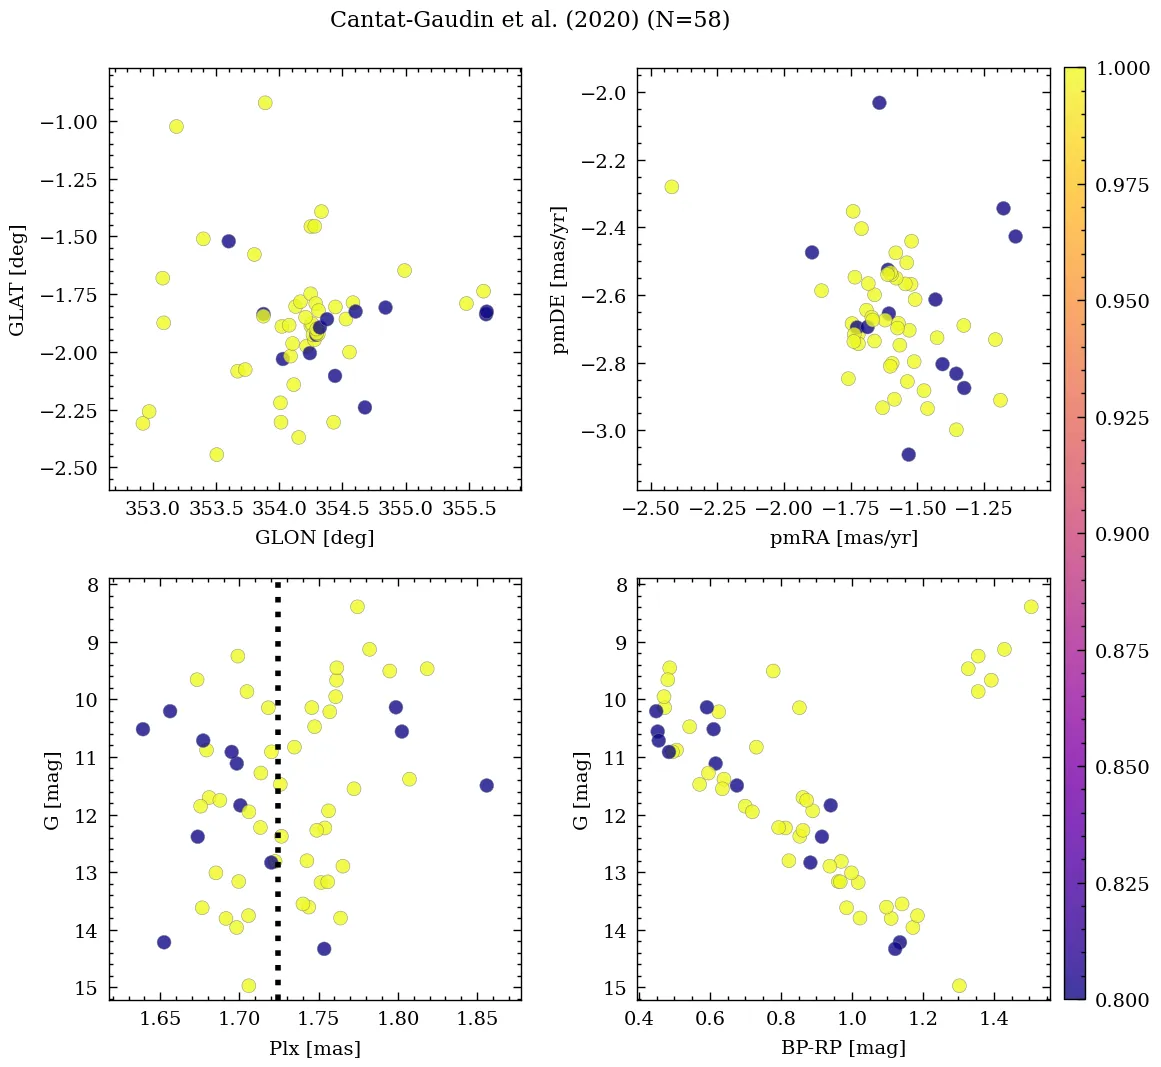 Cantat-Gaudin et al. (2020) (N=58)
GLAT [deg]
−1.00
−1.25
−1.50
−1.75
−2.00
−2.25
−2.50
353.0 353.5 354.0 354.5 355.0 355.5
GLON [deg]
pmDE [mas/yr]
−2.0
−2.2
−2.4
−2.6
−2.8
−3.0
−2.50 −2.25 −2.00 −1.75 −1.50 −1.25
pmRA [mas/yr]
G [mag]
8
9
10
11
12
13
14
15
1.65 1.70 1.75 1.80 1.85
Plx [mas]
G [mag]
8
9
10
11
12
13
14
15
0.4 0.6 0.8 1.0 1.2 1.4
BP-RP [mag]
1.000
0.975
0.950
0.925
0.900
0.875
0.850
0.825
0.800